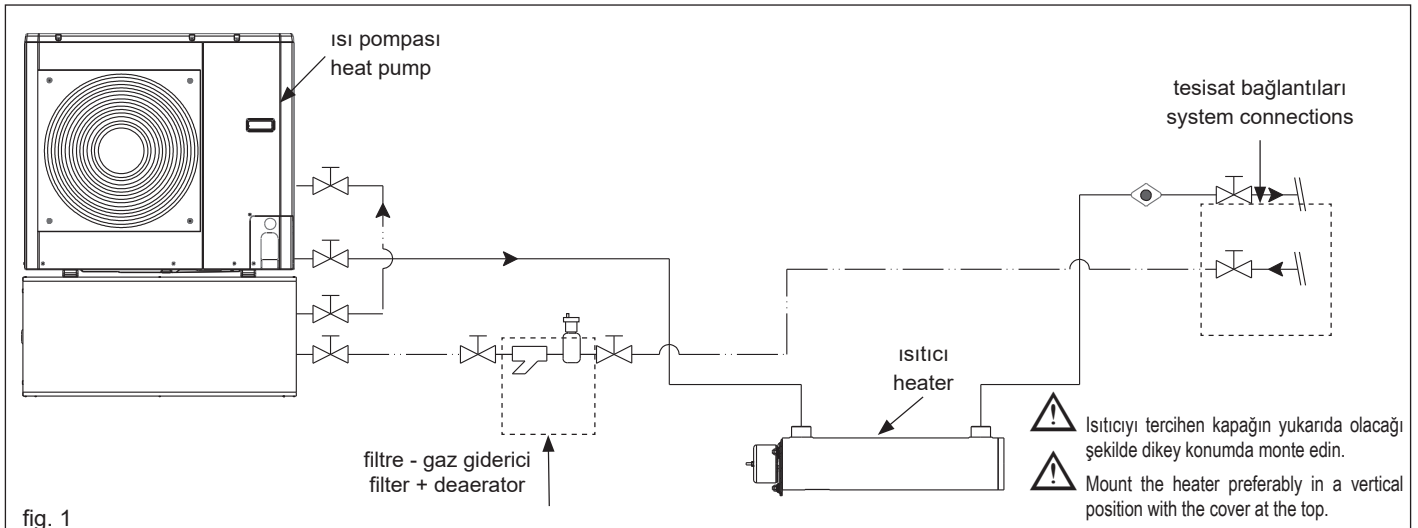 ısı pompası
heat pump
tesisat bağlantıları
system connections
ısıtıcı
heater
filtre - gaz giderici
filter + deaerator
Isıtıcıyı tercihen kapağın yukarıda olacağı
şekilde dikey konumda monte edin.
Mount the heater preferably in a vertical
position with the cover at the top.
fig. 1